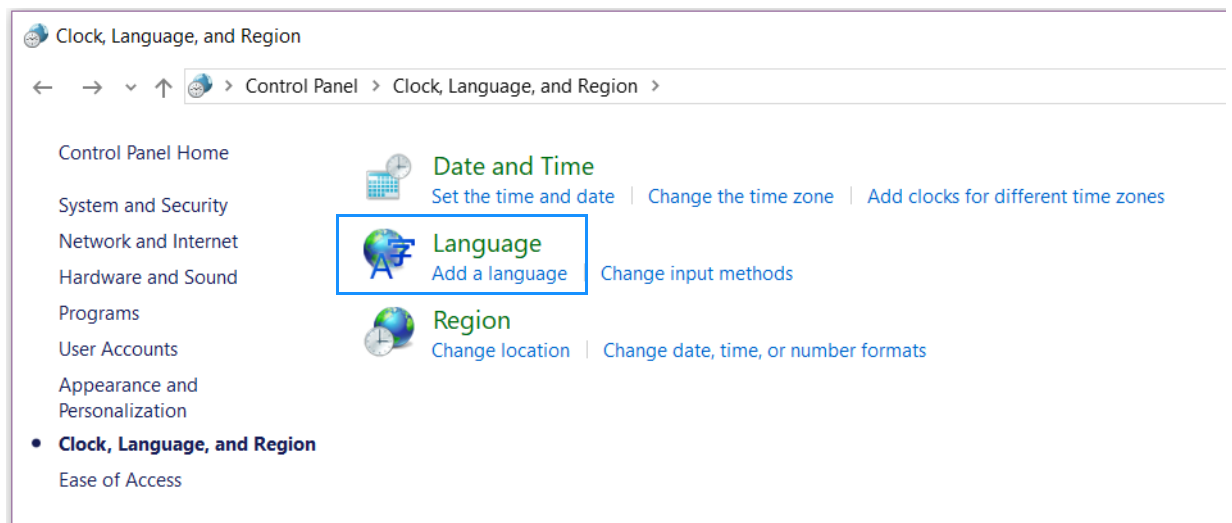 Clock, Language, and Region
Control Panel > Clock, Language, and Region >
Control Panel Home
System and Security
Network and Internet
Hardware and Sound
Programs
User Accounts
Appearance and
Personalization
Clock, Language, and Region
Ease of Access
Date and Time
Set the time and date | Change the time zone | Add clocks for different time zones
字 A
Language
Add a language | Change input methods
Region
Change location | Change date, time, or number formats